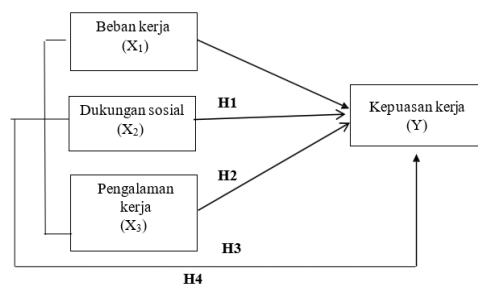 Beban kerja
(X₁)
H1
Dukungan sosial
(X₂)
Kepuasan kerja
(Y)
H2
Pengalaman
kerja
(X₃)
H3
H4